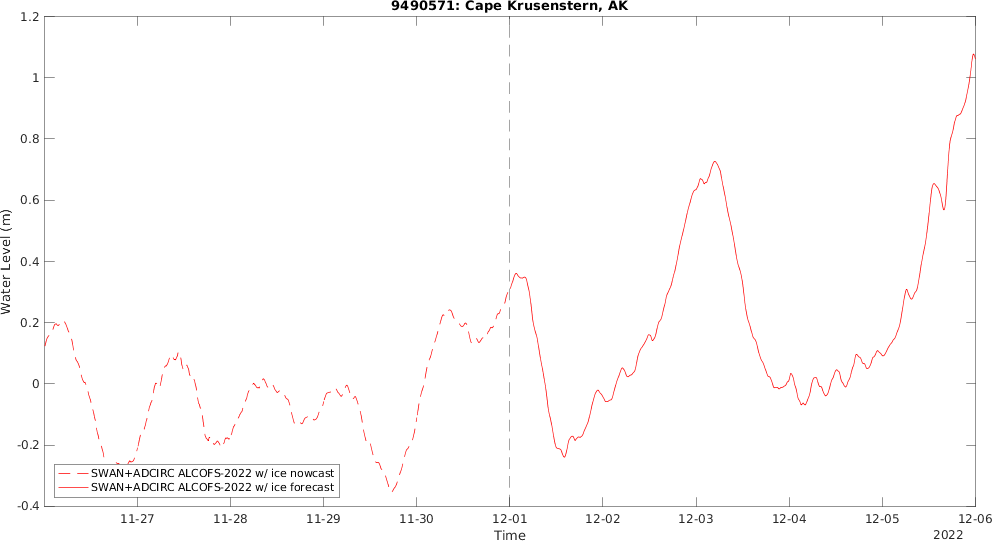 9490571: Cape Krusenstern, AK
1.2
1
0.8
0.6
0.4
0.2
0
-0.2
-0.4
Water Level (m)
SWAN+ADCIRC ALCOFS-2022 w/ ice nowcast
SWAN+ADCIRC ALCOFS-2022 w/ ice forecast
11-27 11-28 11-29 11-30 12-01 12-02 12-03 12-04 12-05 12-06
Time
2022